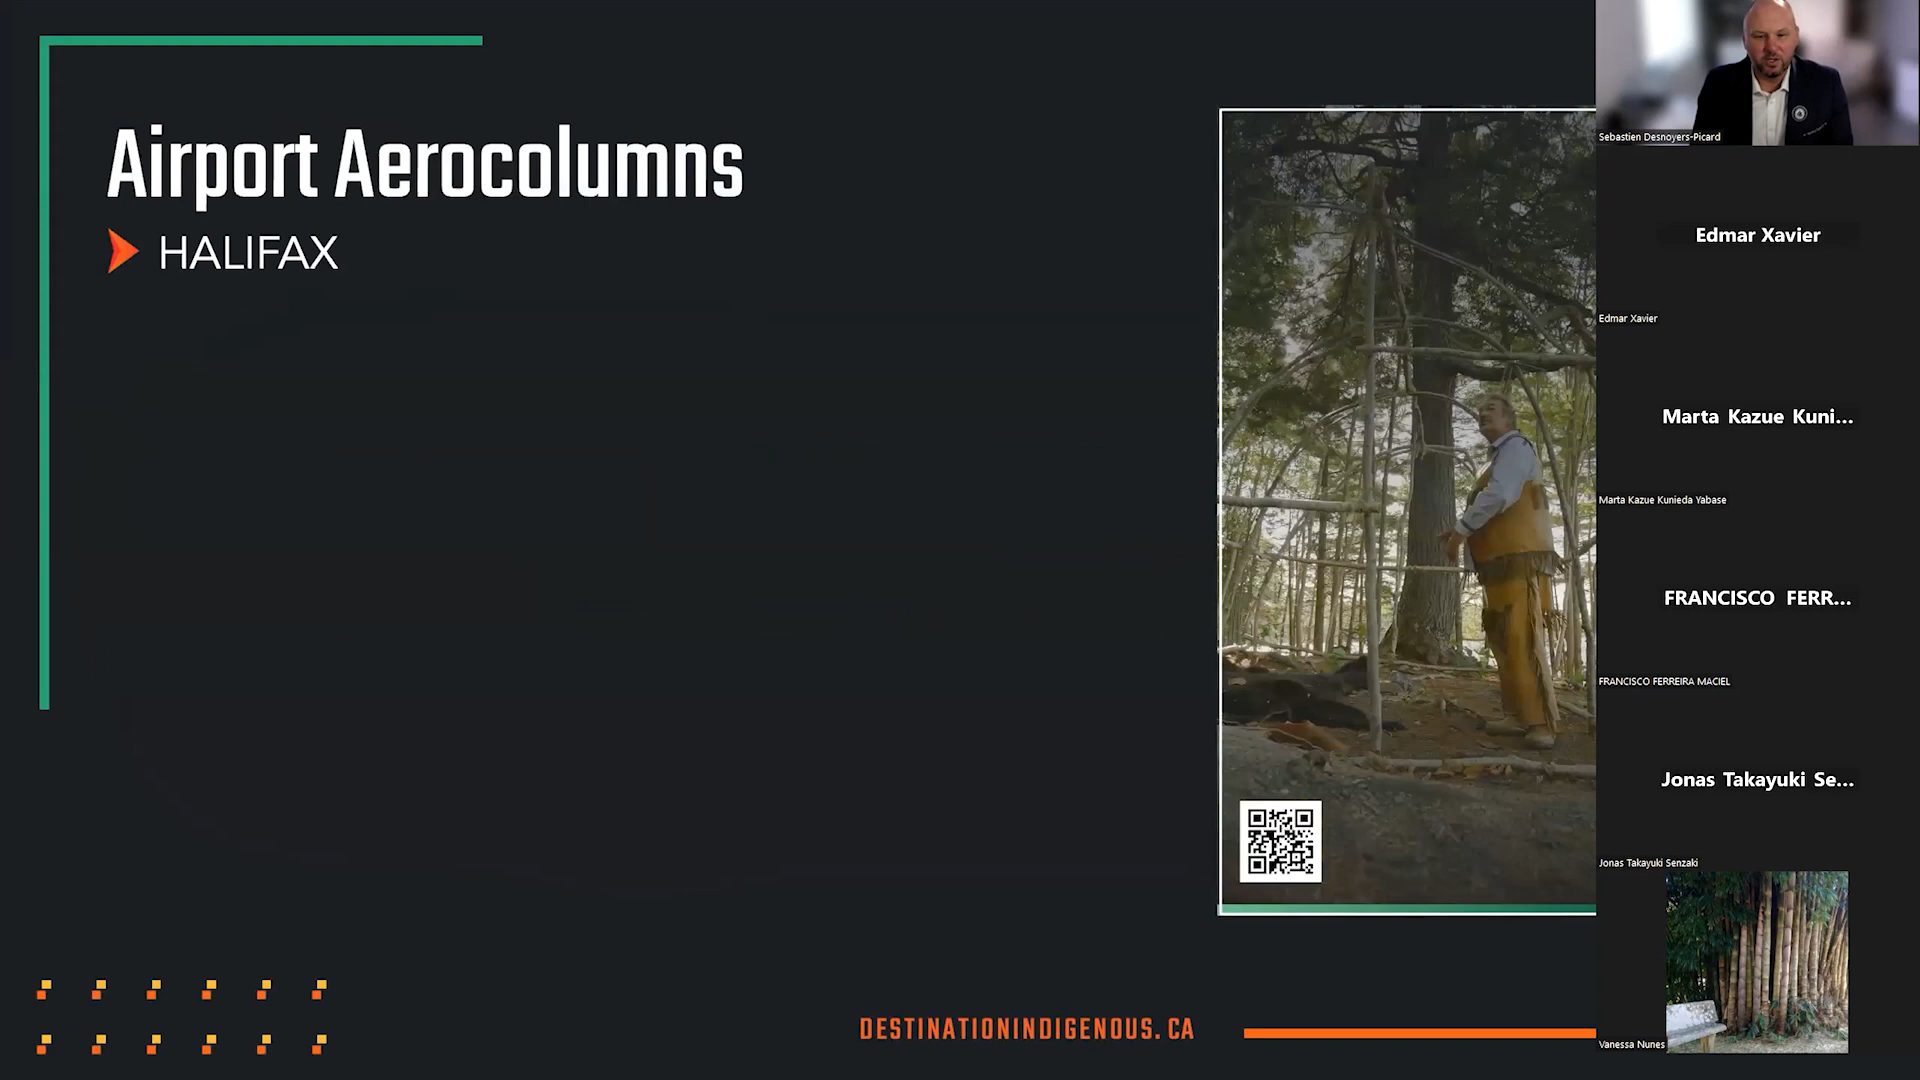 Airport Aerocolumns
HALIFAX
DESTINATIONINDIGENOUS.CA
Sebastien Desnoyers-Picard
Edmar Xavier
Edmar Xavier
Marta Kazue Kuni...
Marta Kazue Kunieda Yabase
FRANCISCO FERR...
FRANCISCO FERREIRA MACIEL
Jonas Takayuki Se...
Jonas Takayuki Senzaki
Vanessa Nunes